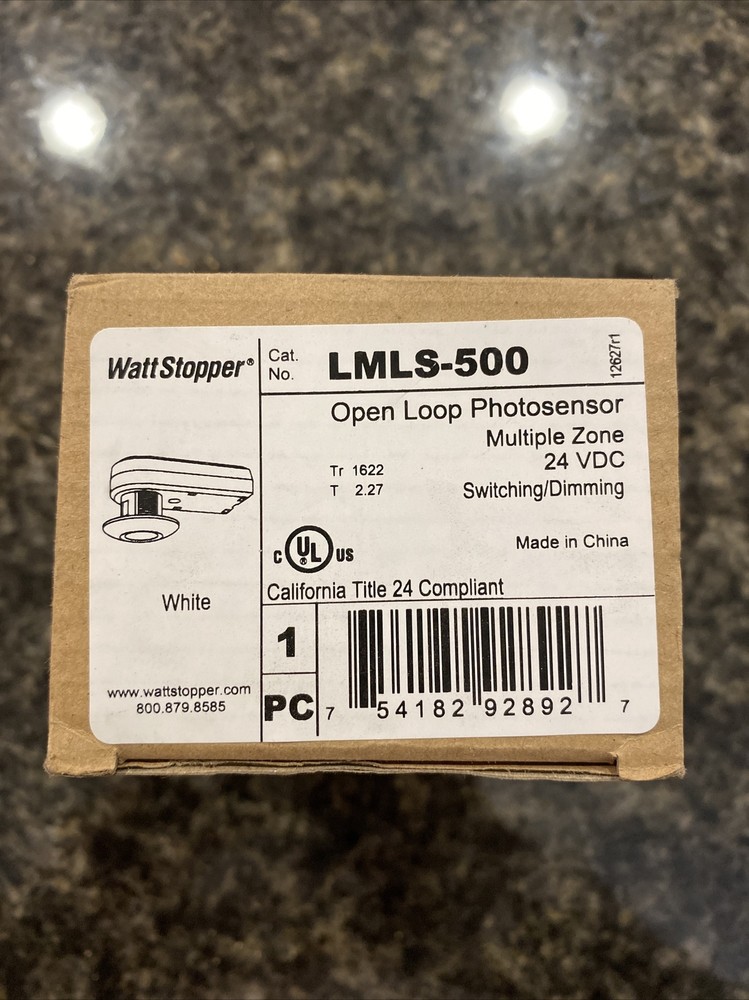 WattStopper®
Cat. No. LMLS-500
12627r1
Open Loop Photosensor
Multiple Zone
24 VDC
Switching/Dimming
Tr 1622
T 2.27
C UL® US
Made in China
California Title 24 Compliant
White
www.wattstopper.com
800.879.8585
1
PC
7 54182 92892 7